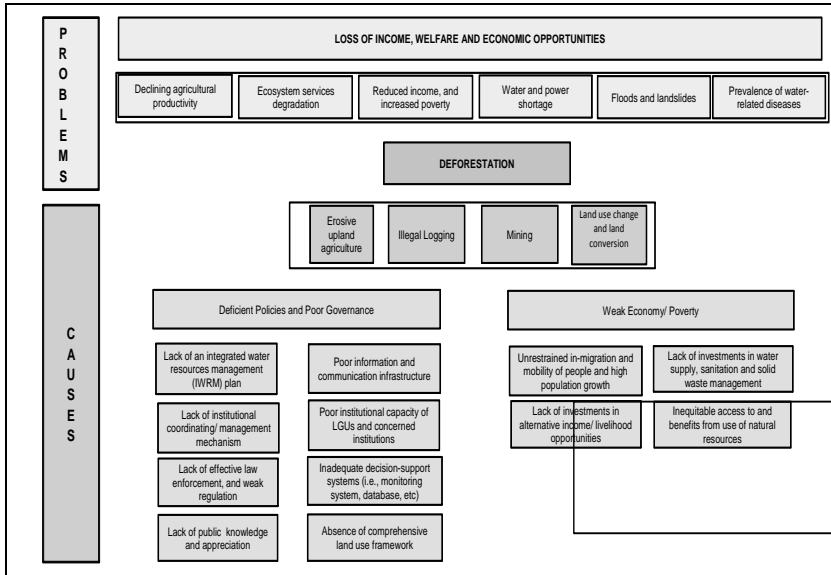 P
R
O
B
L
E
M
S
LOSS OF INCOME, WELFARE AND ECONOMIC OPPORTUNITIES
Declining agricultural
productivity
Ecosystem services
degradation
Reduced income, and
increased poverty
Water and power
shortage
Floods and landslides
Prevalence of water-
related diseases
DEFORESTATION
C
A
U
S
E
S
Erosive
upland
agriculture
Illegal Logging
Mining
Land use change
and land
conversion
Deficient Policies and Poor Governance
Lack of an integrated water
resources management
(IWRM) plan
Poor information and
communication infrastructure
Lack of institutional
coordinating/ management
mechanism
Poor institutional capacity of
LGUs and concerned
institutions
Lack of effective law
enforcement, and weak
regulation
Inadequate decision-support
systems (i.e., monitoring
system, database, etc)
Lack of public knowledge
and appreciation
Absence of comprehensive
land use framework
Weak Economy/ Poverty
Unrestrained in-migration and
mobility of people and high
population growth
Lack of investments in water
supply, sanitation and solid
waste management
Lack of investments in
alternative income/ livelihood
opportunities
Inequitable access to and
benefits from use of natural
resources